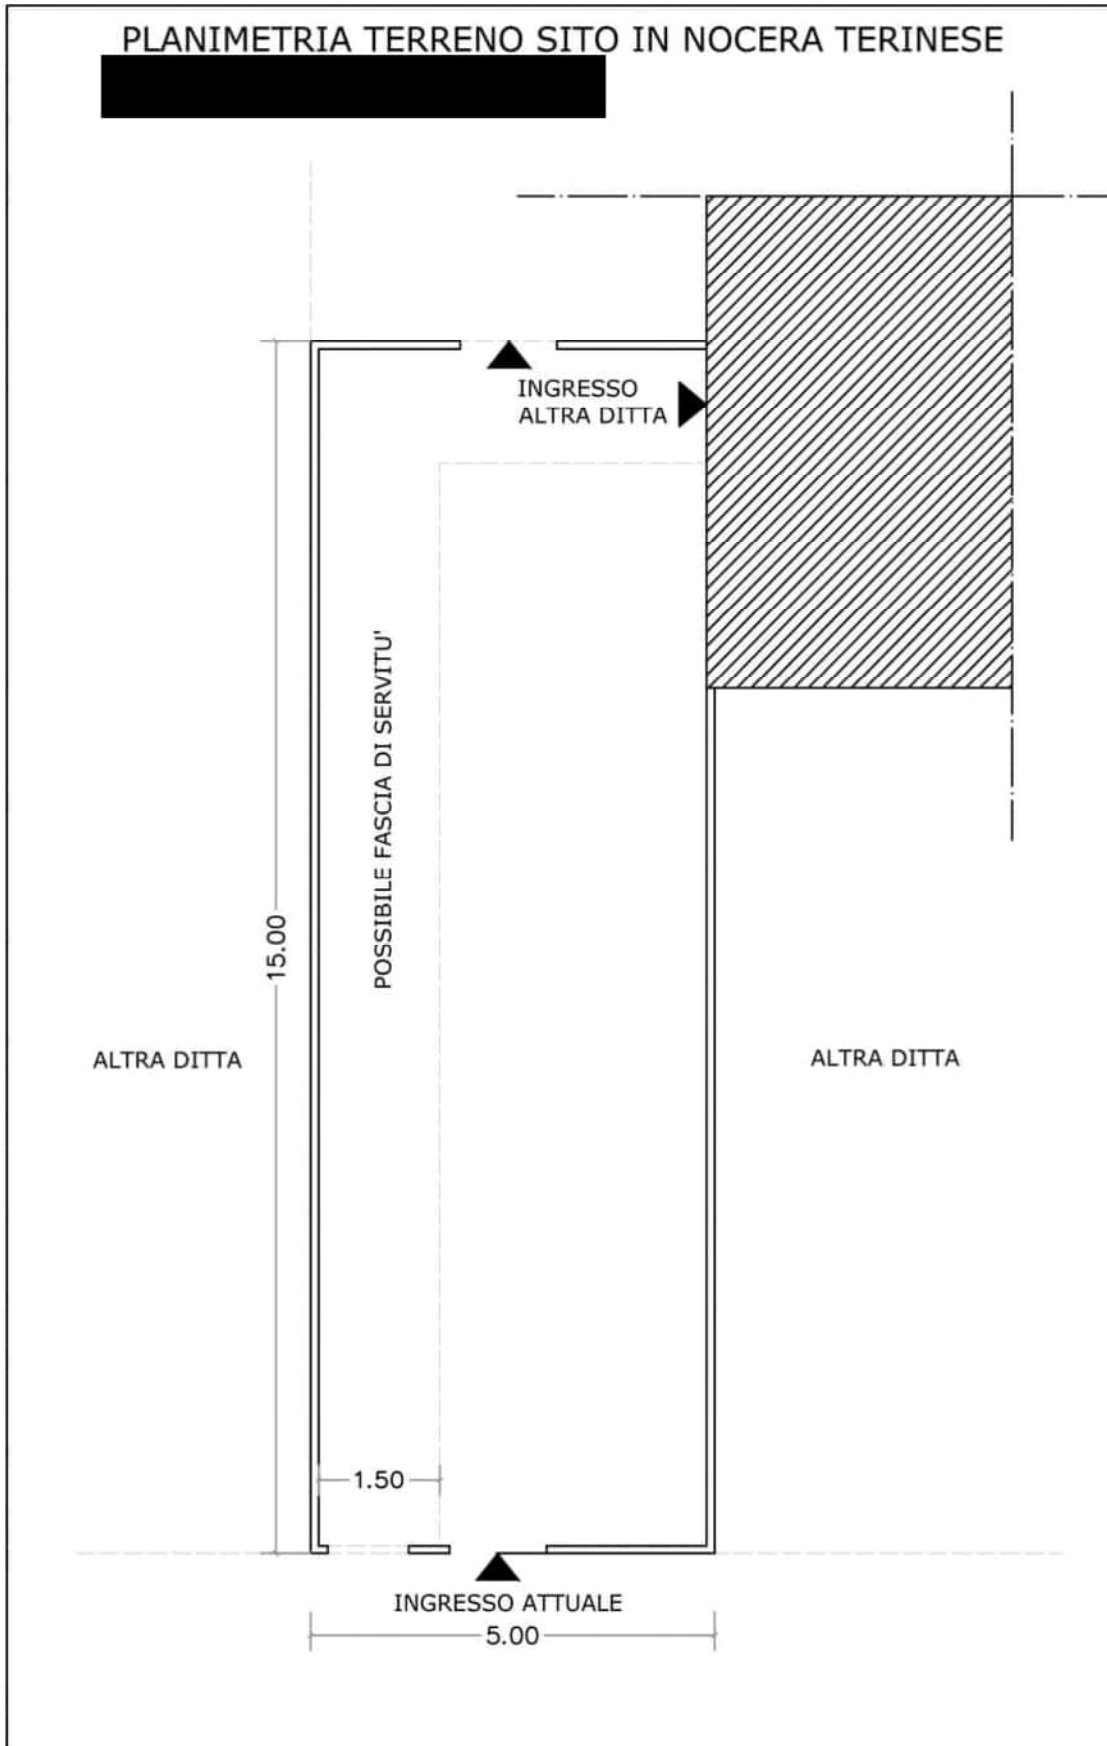 PLANIMETRIA TERRENO SITO IN NOCERA TERINESE
INGRESSO
ALTRA DITTA
POSSIBILE FASCIA DI SERVITU'
15.00
ALTRA DITTA
ALTRA DITTA
1.50
INGRESSO ATTUALE
5.00